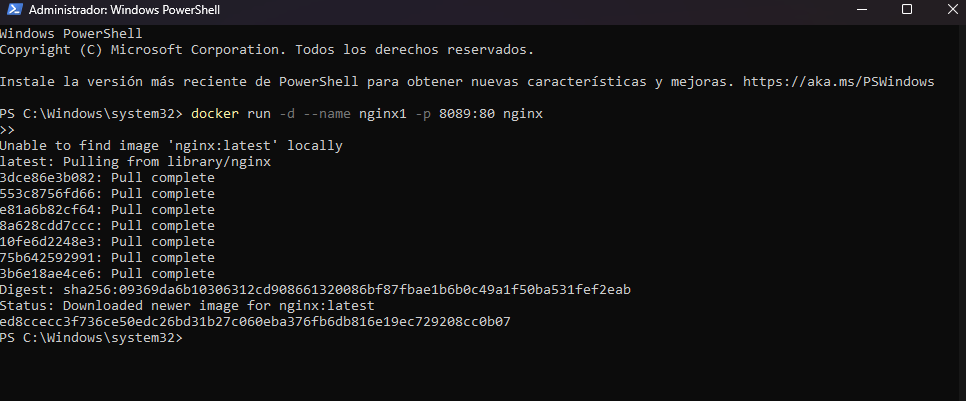 Administrador: Windows PowerShell
Windows PowerShell
Copyright (C) Microsoft Corporation. Todos los derechos reservados.
Instale la versión más reciente de PowerShell para obtener nuevas características y mejoras. https://aka.ms/PSWindows
PS C:\Windows\system32> docker run -d --name nginx1 -p 8089:80 nginx
>>
Unable to find image 'nginx:latest' locally
latest: Pulling from library/nginx
3dce86e3b082: Pull complete
553c8756fd66: Pull complete
e81a6b82cf64: Pull complete
8a628cdd7ccc: Pull complete
10fe6d2248e3: Pull complete
75b642592991: Pull complete
3b6e18ae4ce6: Pull complete
Digest: sha256:09369da6b10306312cd908661320086bf87fbae1b6b0c49a1f50ba531fef2eab
Status: Downloaded newer image for nginx:latest
ed8ccecc3f736ce50edc26bd31b27c060eba376fb6db816e19ec729208cc0b07
PS C:\Windows\system32>